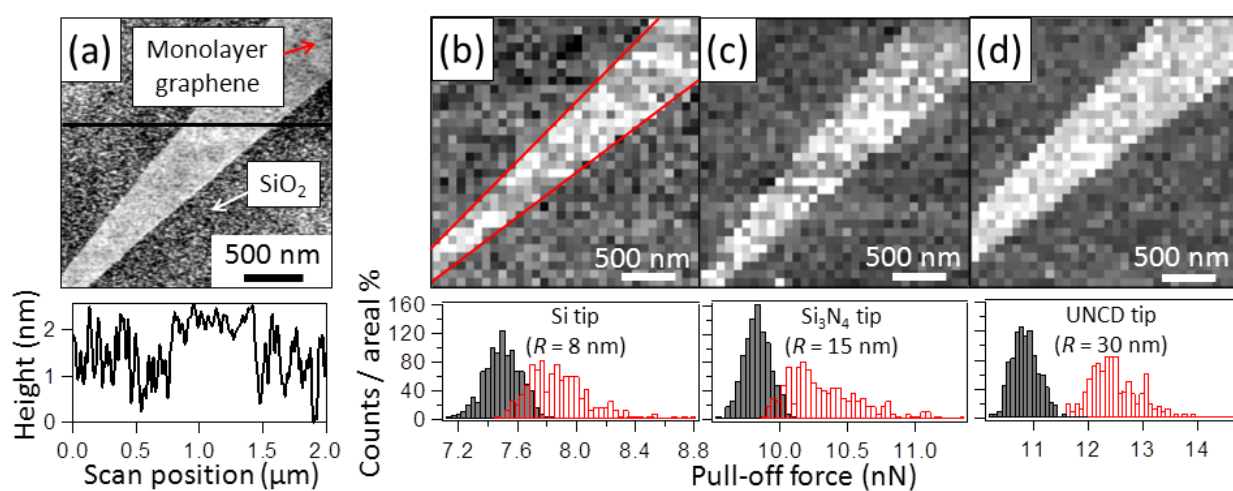 (a)
Monolayer
graphene
SiO₂
500 nm
Height (nm)
2
1
0
0.0 0.5 1.0 1.5 2.0
Scan position (μm)
(b)
500 nm
(c)
500 nm
(d)
500 nm
Counts / areal %
160
120
80
40
0
Si tip
(R = 8 nm)
7.2 7.6 8.0 8.4 8.8
Si₃N₄ tip
(R = 15 nm)
10.0 10.5 11.0
UNCD tip
(R = 30 nm)
11 12 13 14
Pull-off force (nN)